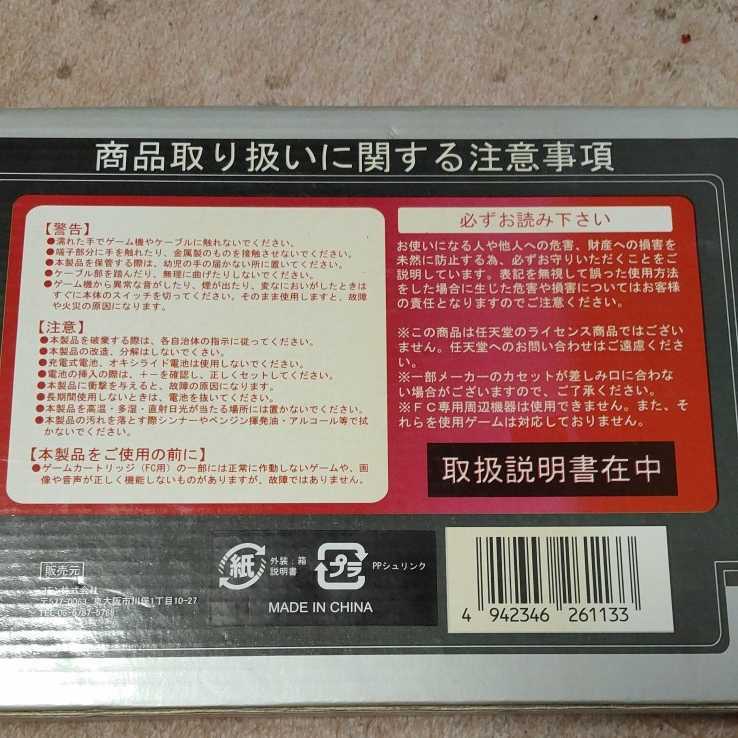 商品取り扱いに関する注意事項
【警告】
●濡れた手でゲーム機やケーブルに触れないでください。
●端子部分に手を触れたり、金属製のものを接触させないでください。
●本製品を保管する際は、幼児の手の届かない所に置いてください。
●ケーブル部を踏んだり、無理に曲げたりしないでください。
●ゲーム機から異常な音がしたり、煙が出たり、変なにおいがしたときは
すぐに本体のスイッチを切ってください。そのまま使用しますと、故障
や火災の原因になります。
【注意】
●本製品を破棄する際は、各自治体の指示に従ってください。
●本製品の改造、分解はしないでください。
●充電式電池、オキシライド電池は使用しないでください。
●電池の挿入の際は、+ーを確認し、正しくセットしてください。
●本製品に衝撃を与えると、故障の原因になります。
●長期間使用しないときは、電池を抜いてください。
●本製品を高温・多湿・直射日光が当たる場所には置かないでください。
●本製品の汚れを落とす際シンナーやベンジン揮発油・アルコール等で拭
かないでください。
【本製品をご使用の前に】
●ゲームカートリッジ（FC用）の一部には正常に作動しないゲームや、画
像や音声が正しく機能しないものがありますが、故障ではありません。
必ずお読み下さい
お使いになる人や他人への危害、財産への損害を
未然に防止する為、必ずお守りいただくことをご
説明しています。表記を無視して誤った使用方法
をした場合に生じた危害や損害についてはお客様
の責任となりますのでご注意ください。
※この商品は任天堂のライセンス商品ではござい
ません。任天堂へのお問い合わせはご遠慮くださ
い。
※一部メーカーのカセットが差しみ口に合わな
い場合がございますので、ご了承ください。
※ＦＣ専用周辺機器は使用できません。また、そ
れらを使用ゲームは対応しておりません。
取扱説明書在中
販売元
東大阪市川俣1丁目10-27
TEL:06-6787-5788
紙
外装：箱
説明書
プラ
PPシュリンク
MADE IN CHINA
4 942346 261133